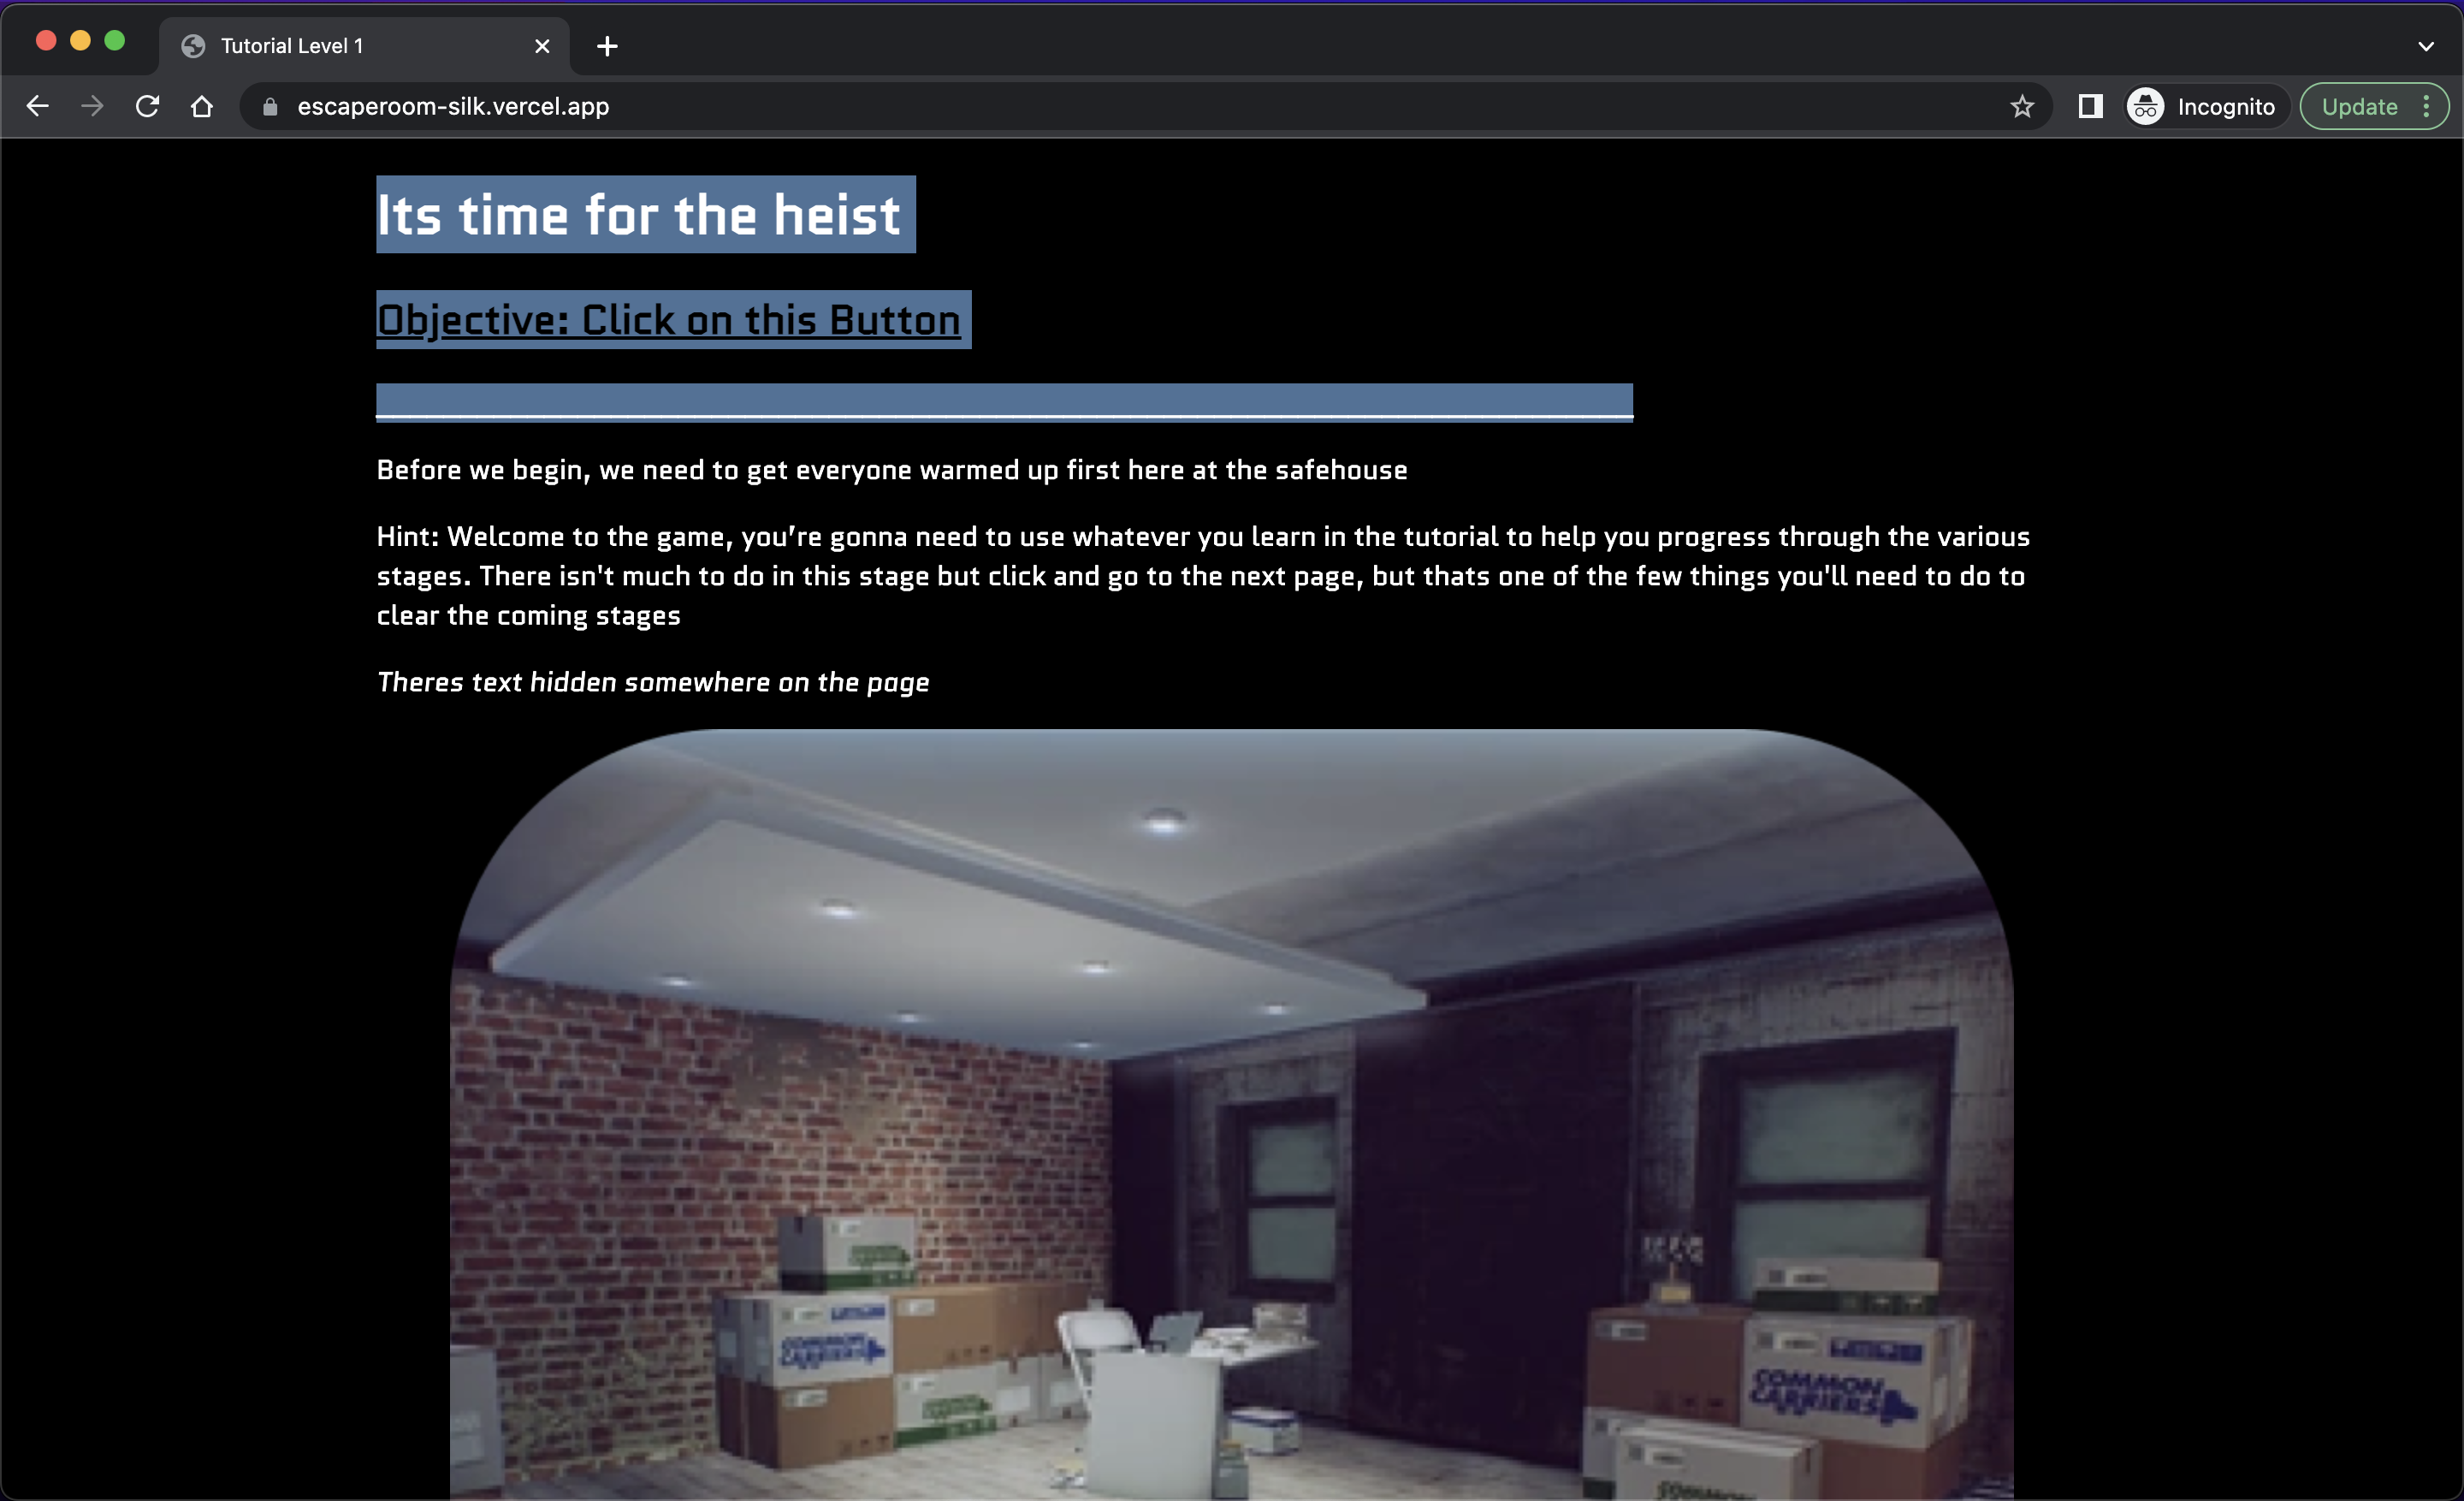 Tutorial Level 1
escaperoom-silk.vercel.app
Incognito
Update
Its time for the heist
Objective: Click on this Button
Before we begin, we need to get everyone warmed up first here at the safehouse
Hint: Welcome to the game, you’re gonna need to use whatever you learn in the tutorial to help you progress through the various
stages. There isn't much to do in this stage but click and go to the next page, but thats one of the few things you'll need to do to
clear the coming stages
Theres text hidden somewhere on the page
COMMON
CARRIERS
COMMON
CARRIERS
COMMON